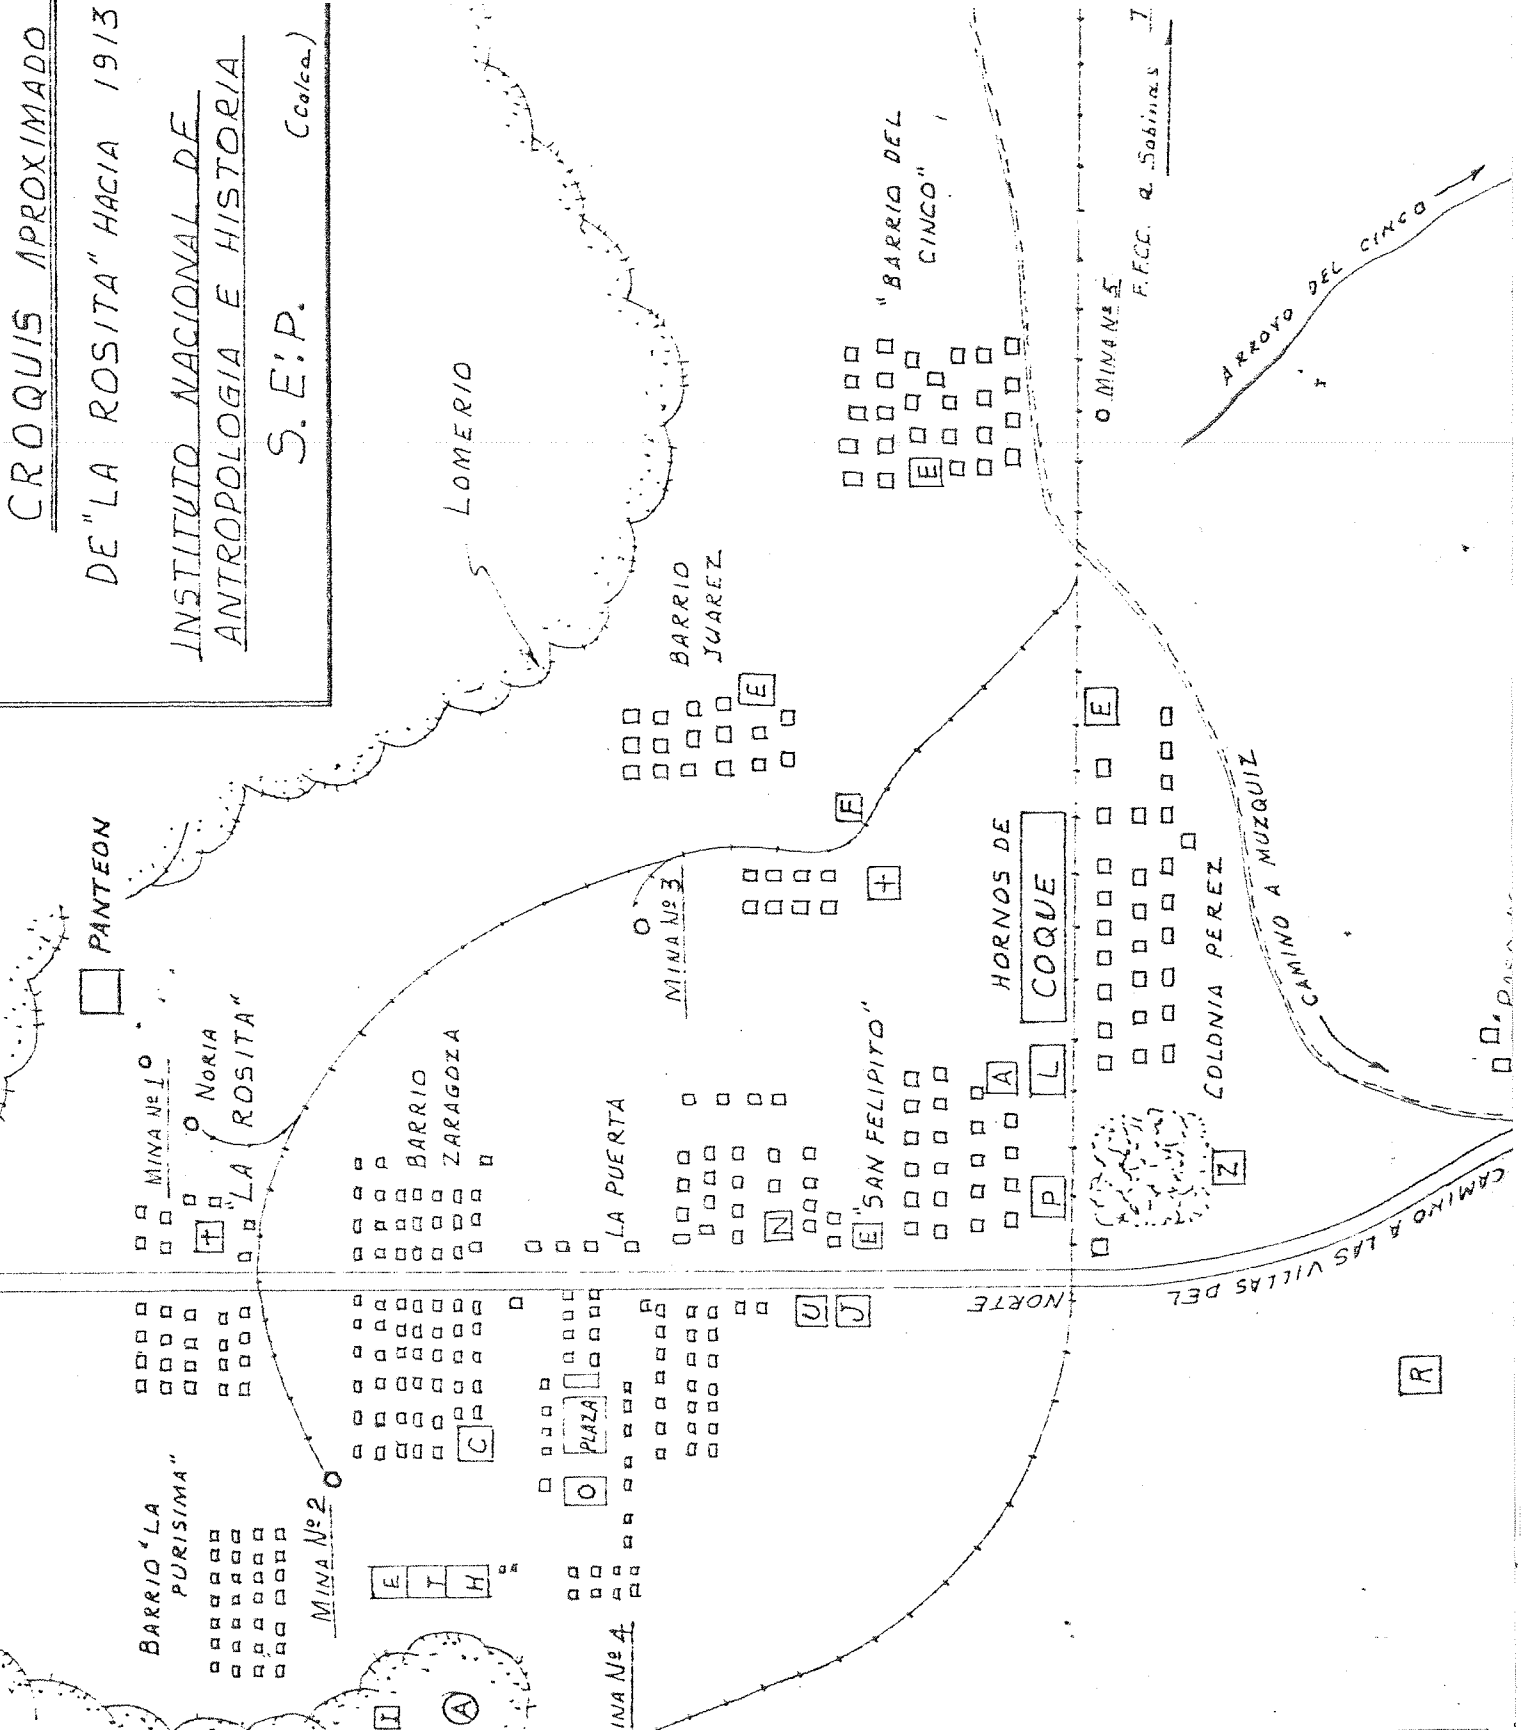 CROQUIS APROXIMADO
DE "LA ROSITA" HACIA 1913
INSTITUTO NACIONAL DE
ANTROPOLOGIA E HISTORIA
S. E. P.
(Colca)
LOMERIO
PANTEON
MINA Nº 1
NORIA
"LA ROSITA"
BARRIO "LA
PURISIMA"
MINA Nº 2
BARRIO
ZARAGOZA
C
E
I
H
I
A
O
PLAZA
INA Nº 4
LA PUERTA
N
E
"SAN FELIPITO"
U
J
MINA Nº 3
BARRIO
JUAREZ
E
F
"BARRIO DEL
CINCO"
E
HORNOS DE
COQUE
A
L
P
E
COLONIA PEREZ
Z
R
MINA Nº 5
F.F.C.C. a Sabinas
ARROYO DEL CINCO
CAMINO A MUZQUIZ
CAMINO A LAS VILLAS DEL
NORTE